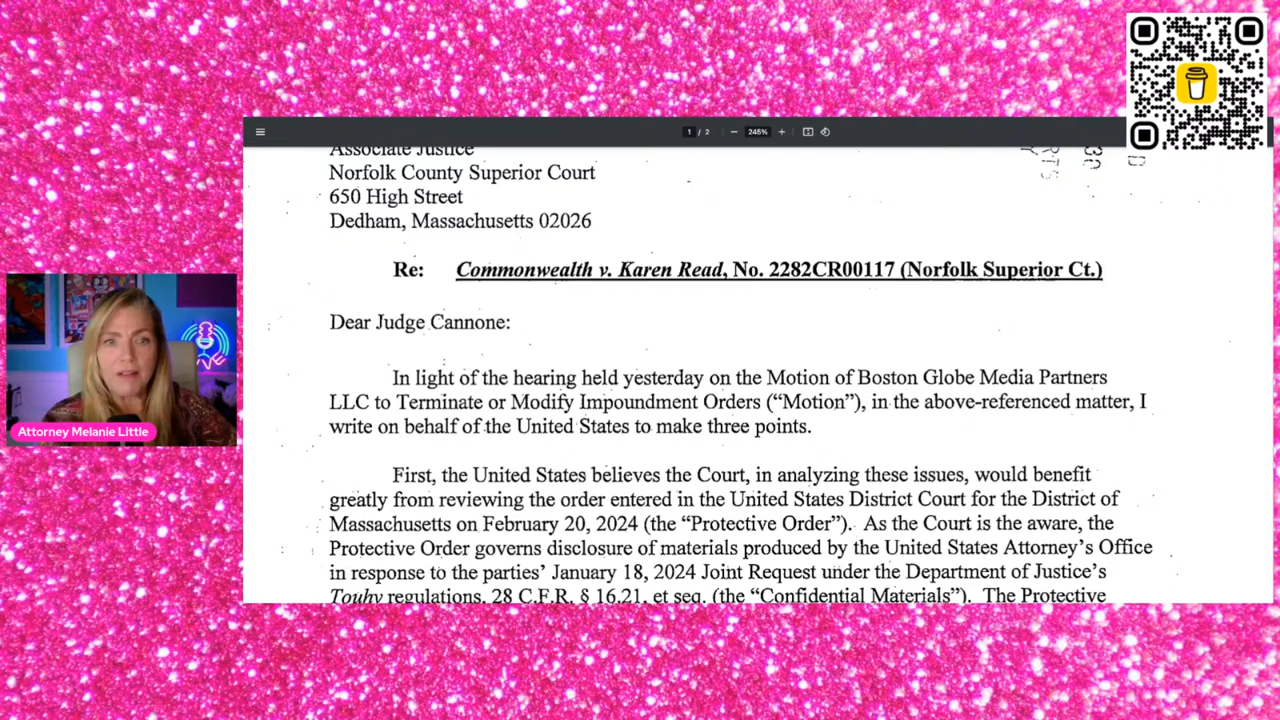 1 / 2
245%
Associate Justice
Norfolk County Superior Court
650 High Street
Dedham, Massachusetts 02026
Re: Commonwealth v. Karen Read, No. 2282CR00117 (Norfolk Superior Ct.)
Dear Judge Cannone:
In light of the hearing held yesterday on the Motion of Boston Globe Media Partners
LLC to Terminate or Modify Impoundment Orders (“Motion”), in the above-referenced matter, I
write on behalf of the United States to make three points.
First, the United States believes the Court, in analyzing these issues, would benefit
greatly from reviewing the order entered in the United States District Court for the District of
Massachusetts on February 20, 2024 (the “Protective Order”). As the Court is the aware, the
Protective Order governs disclosure of materials produced by the United States Attorney’s Office
in response to the parties’ January 18, 2024 Joint Request under the Department of Justice’s
Touhy regulations, 28 C.F.R. § 16.21, et seq. (the “Confidential Materials”). The Protective
Attorney Melanie Little